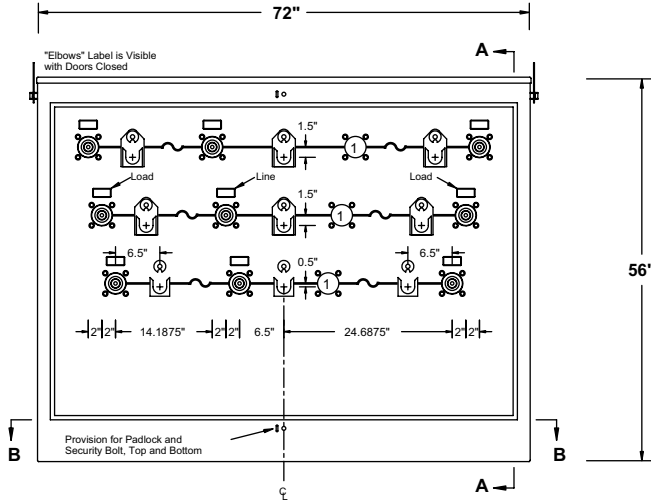 72"
"Elbows" Label is Visible
with Doors Closed
A
1.5"
1
Load
Line
Load
1.5"
1
6.5"
0.5"
6.5"
1
56"
2" 2" 14.1875" 2" 2" 6.5" 24.6875" 2" 2"
B
Provision for Padlock and
Security Bolt, Top and Bottom
B
A
℄